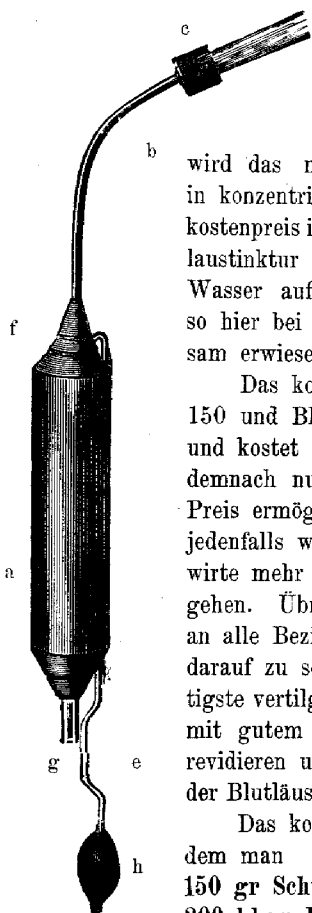 c
b
wird das
in konzentri
kostenpreis i
laustinktur
Wasser auf
so hier bei
sam erwiese
f
Das ko
150 und Bl
und kostet
demnach nu
Preis ermög
jedenfalls w
a
wirte mehr
gehen. Übr
an alle Bezi
darauf zu s
tigste vertilg
mit gutem
g e
revidieren u
der Blutläus
h
Das ko
dem man
150 gr Sch